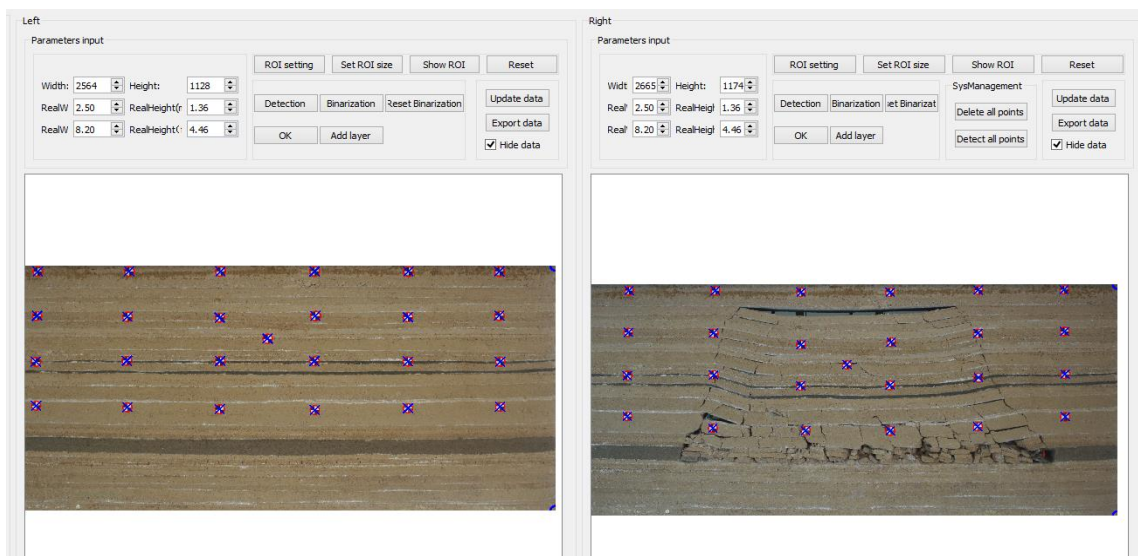 Left
Parameters input
ROI setting Set ROI size Show ROI Reset
Width: 2564 Height: 1128
RealW 2.50 RealHeight(r 1.36
RealW 8.20 RealHeight( 4.46
Detection Binarization Reset Binarization
OK Add layer
Update data
Export data
Hide data
Right
Parameters input
ROI setting Set ROI size Show ROI Reset
Widt 2665 Height: 1174
Real' 2.50 RealHeigl 1.36
Real' 8.20 RealHeigl 4.46
Detection Binarization set Binarizat
OK Add layer
SysManagement
Delete all points
Detect all points
Update data
Export data
Hide data